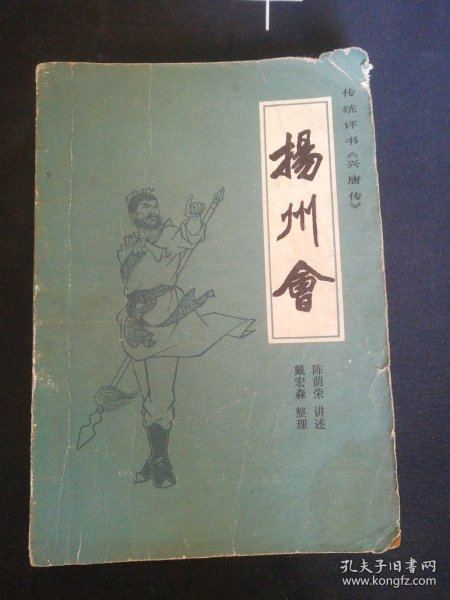 传统评书《兴唐传》
揚州會
陈荫荣 讲述
戴宏森 整理
孔夫子旧书网
www.kongfz.com